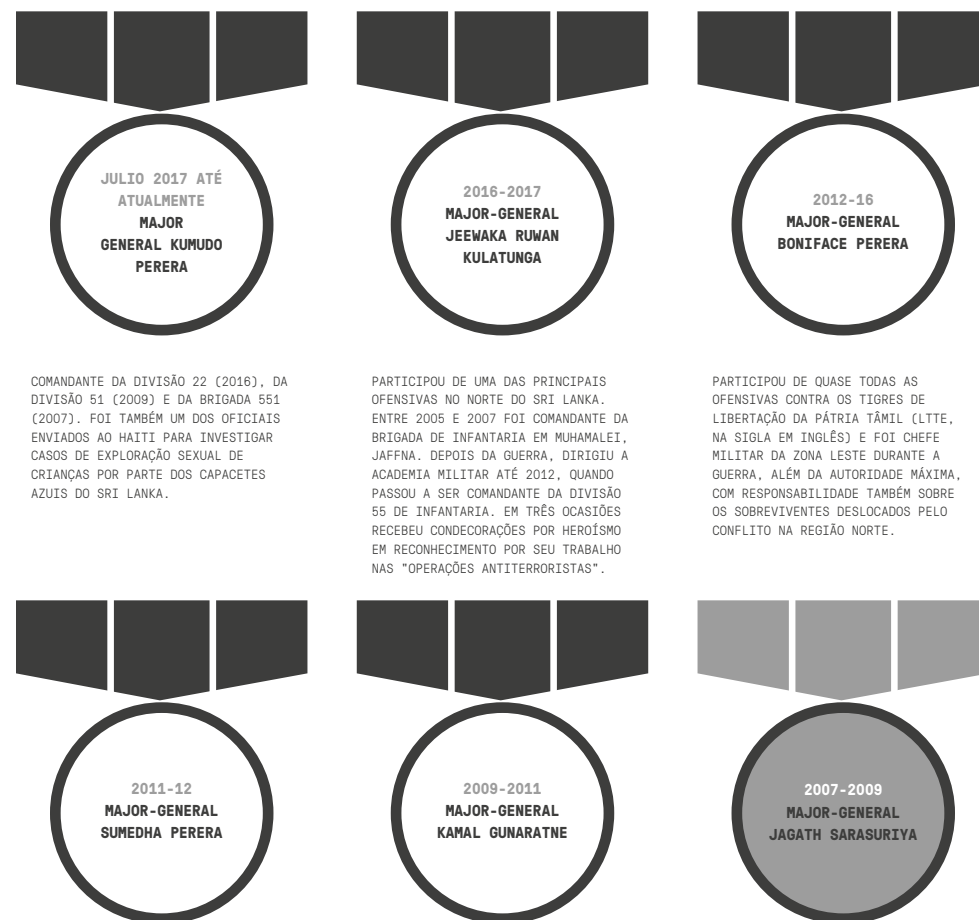 JULIO 2017 ATÉ
ATUALMENTE
MAJOR
GENERAL KUMUDO
PERERA
COMANDANTE DA DIVISÃO 22 (2016), DA
DIVISÃO 51 (2009) E DA BRIGADA 551
(2007). FOI TAMBÉM UM DOS OFICIAIS
ENVIADOS AO HAITI PARA INVESTIGAR
CASOS DE EXPLORAÇÃO SEXUAL DE
CRIANÇAS POR PARTE DOS CAPACETES
AZUIS DO SRI LANKA.
2016-2017
MAJOR-GENERAL
JEEWAKA RUWAN
KULATUNGA
PARTICIPOU DE UMA DAS PRINCIPAIS
OFENSIVAS NO NORTE DO SRI LANKA.
ENTRE 2005 E 2007 FOI COMANDANTE DA
BRIGADA DE INFANTARIA EM MUHAMALEI,
JAFFNA. DEPOIS DA GUERRA, DIRIGIU A
ACADEMIA MILITAR ATÉ 2012, QUANDO
PASSOU A SER COMANDANTE DA DIVISÃO
55 DE INFANTARIA. EM TRÊS OCASIÕES
RECEBEU CONDECORAÇÕES POR HEROÍSMO
EM RECONHECIMENTO POR SEU TRABALHO
NAS "OPERAÇÕES ANTITERRORISTAS".
2012-16
MAJOR-GENERAL
BONIFACE PERERA
PARTICIPOU DE QUASE TODAS AS
OFENSIVAS CONTRA OS TIGRES DE
LIBERTAÇÃO DA PÁTRIA TÂMIL (LTTE,
NA SIGLA EM INGLÊS) E FOI CHEFE
MILITAR DA ZONA LESTE DURANTE A
GUERRA, ALÉM DA AUTORIDADE MÁXIMA,
COM RESPONSABILIDADE TAMBÉM SOBRE
OS SOBREVIVENTES DESLOCADOS PELO
CONFLITO NA REGIÃO NORTE.
2011-12
MAJOR-GENERAL
SUMEDHA PERERA
2009-2011
MAJOR-GENERAL
KAMAL GUNARATNE
2007-2009
MAJOR-GENERAL
JAGATH SARASURIYA